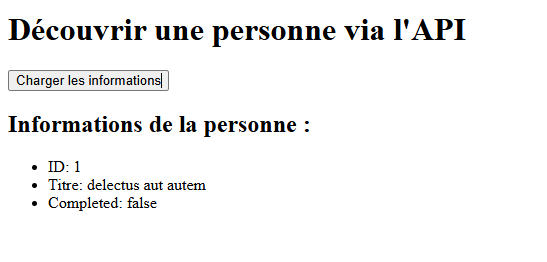 Découvrir une personne via l'API
Charger les informations
Informations de la personne :
ID: 1
Titre: delectus aut autem
Completed: false